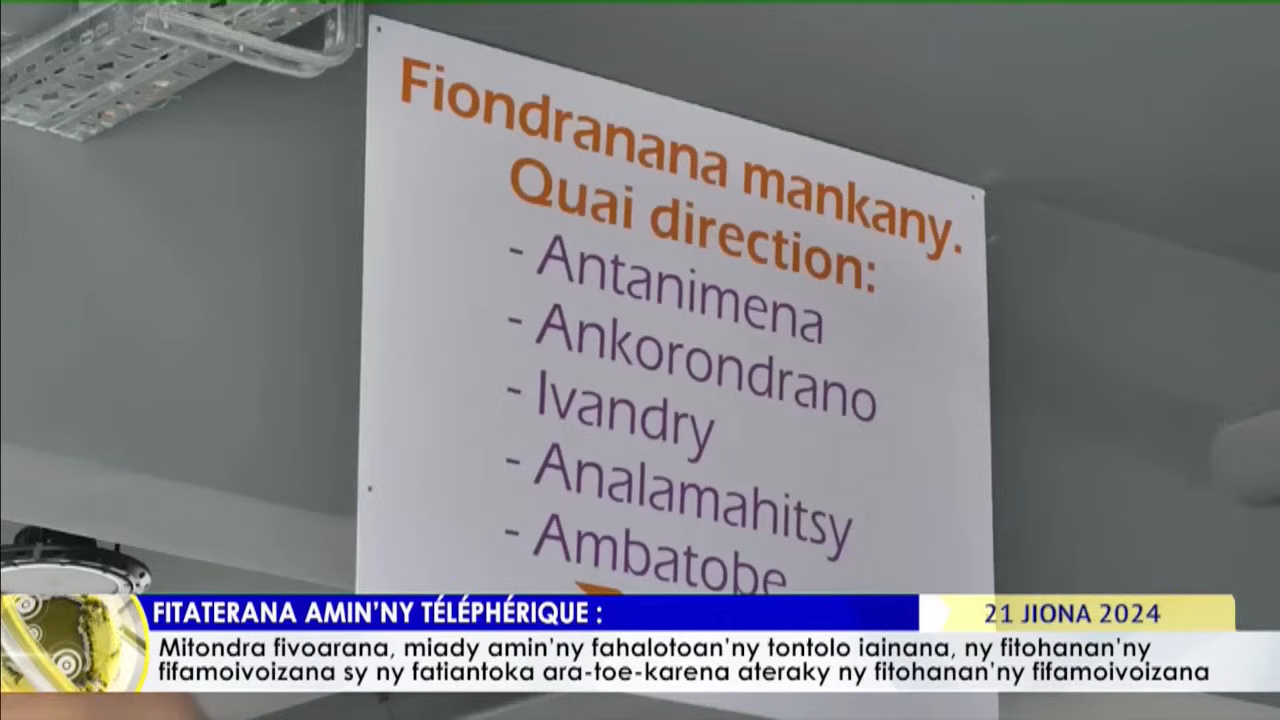 Fiondranana mankany.
Quai direction:
- Antanimena
- Ankorondrano
- Ivandry
- Analamahitsy
- Ambatobe
FITATERANA AMIN'NY TÉLÉPHÉRIQUE :
21 JIONA 2024
Mitondra fivoarana, miady amin'ny fahalotoan'ny tontolo iainana, ny fitohanan'ny
fifamoivoizana sy ny fatiantoka ara-toe-karena ateraky ny fitohanan'ny fifamoivoizana